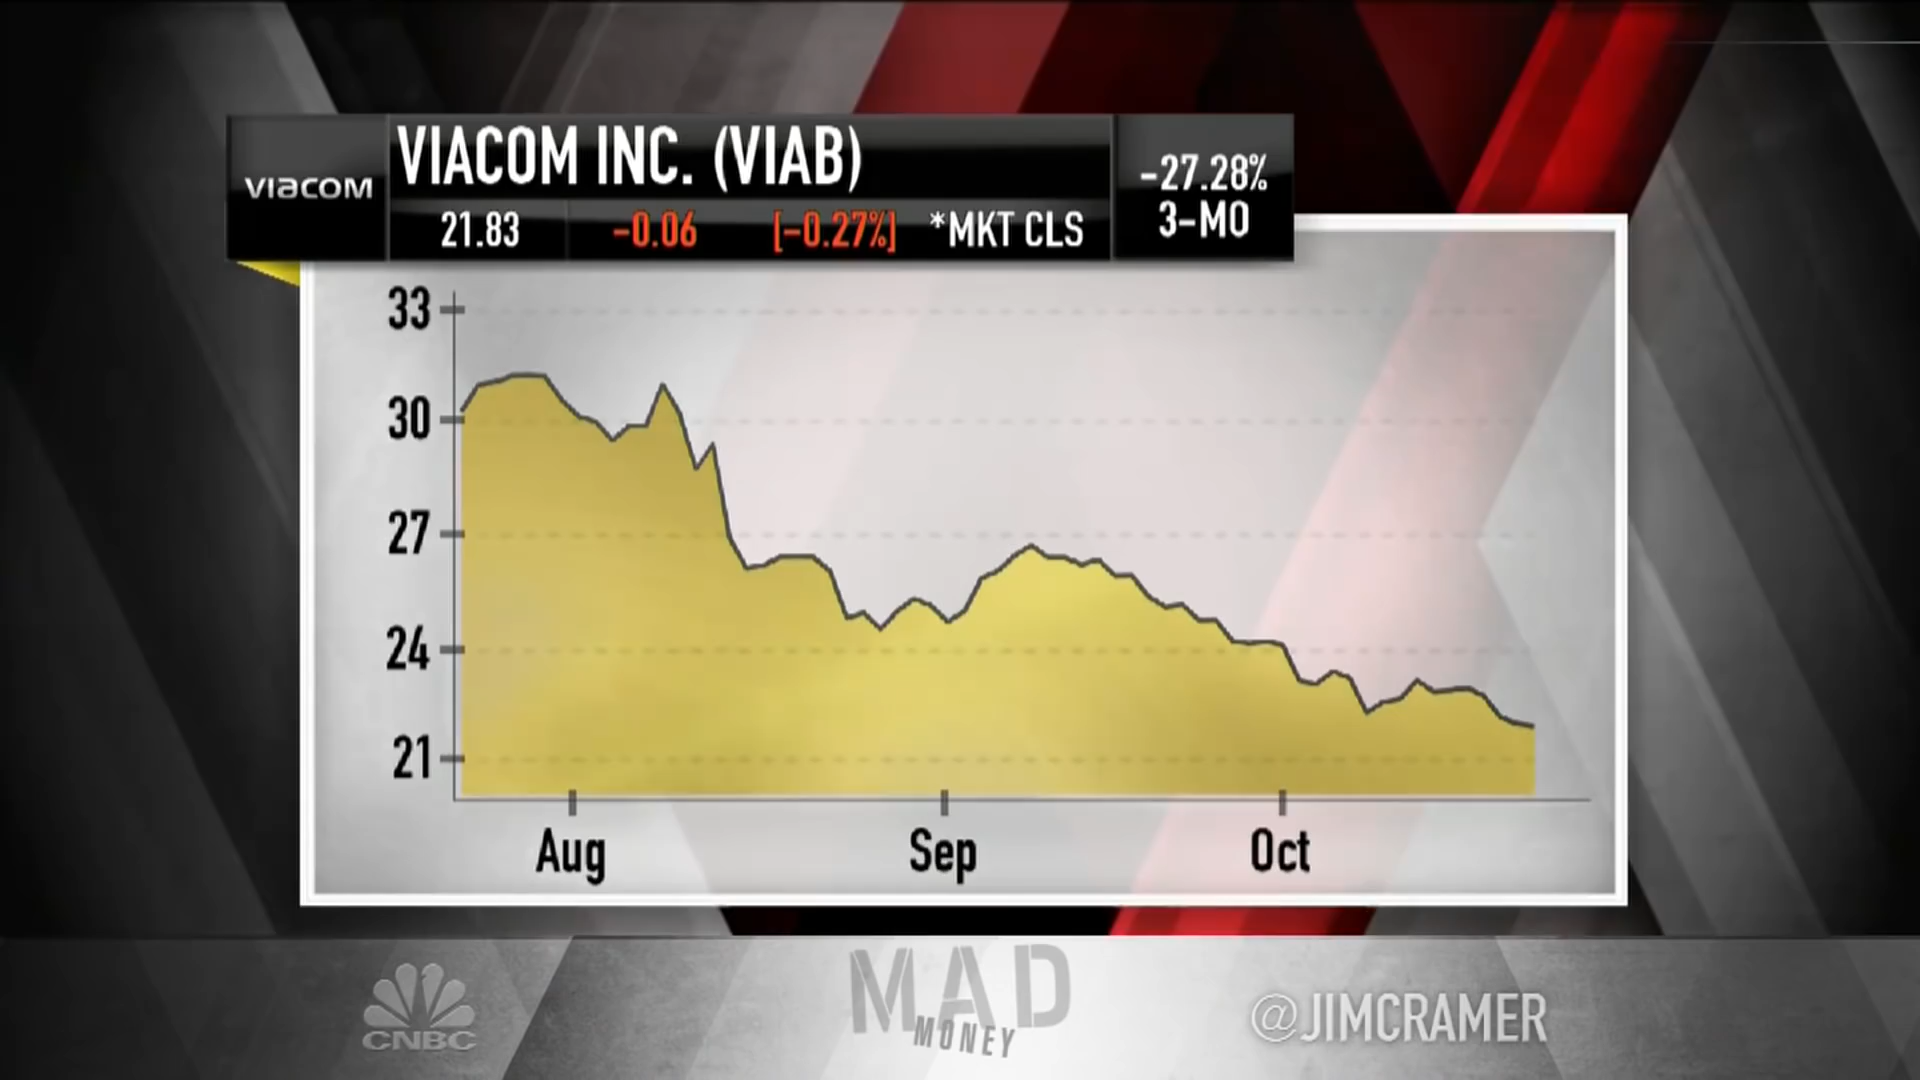 viacom
VIACOM INC. (VIAB)
21.83 -0.06 [-0.27%] *MKT CLS
-27.28%
3-MO
33
30
27
24
21
Aug Sep Oct
CNBC
MAD
MONEY
@JIMCRAMER